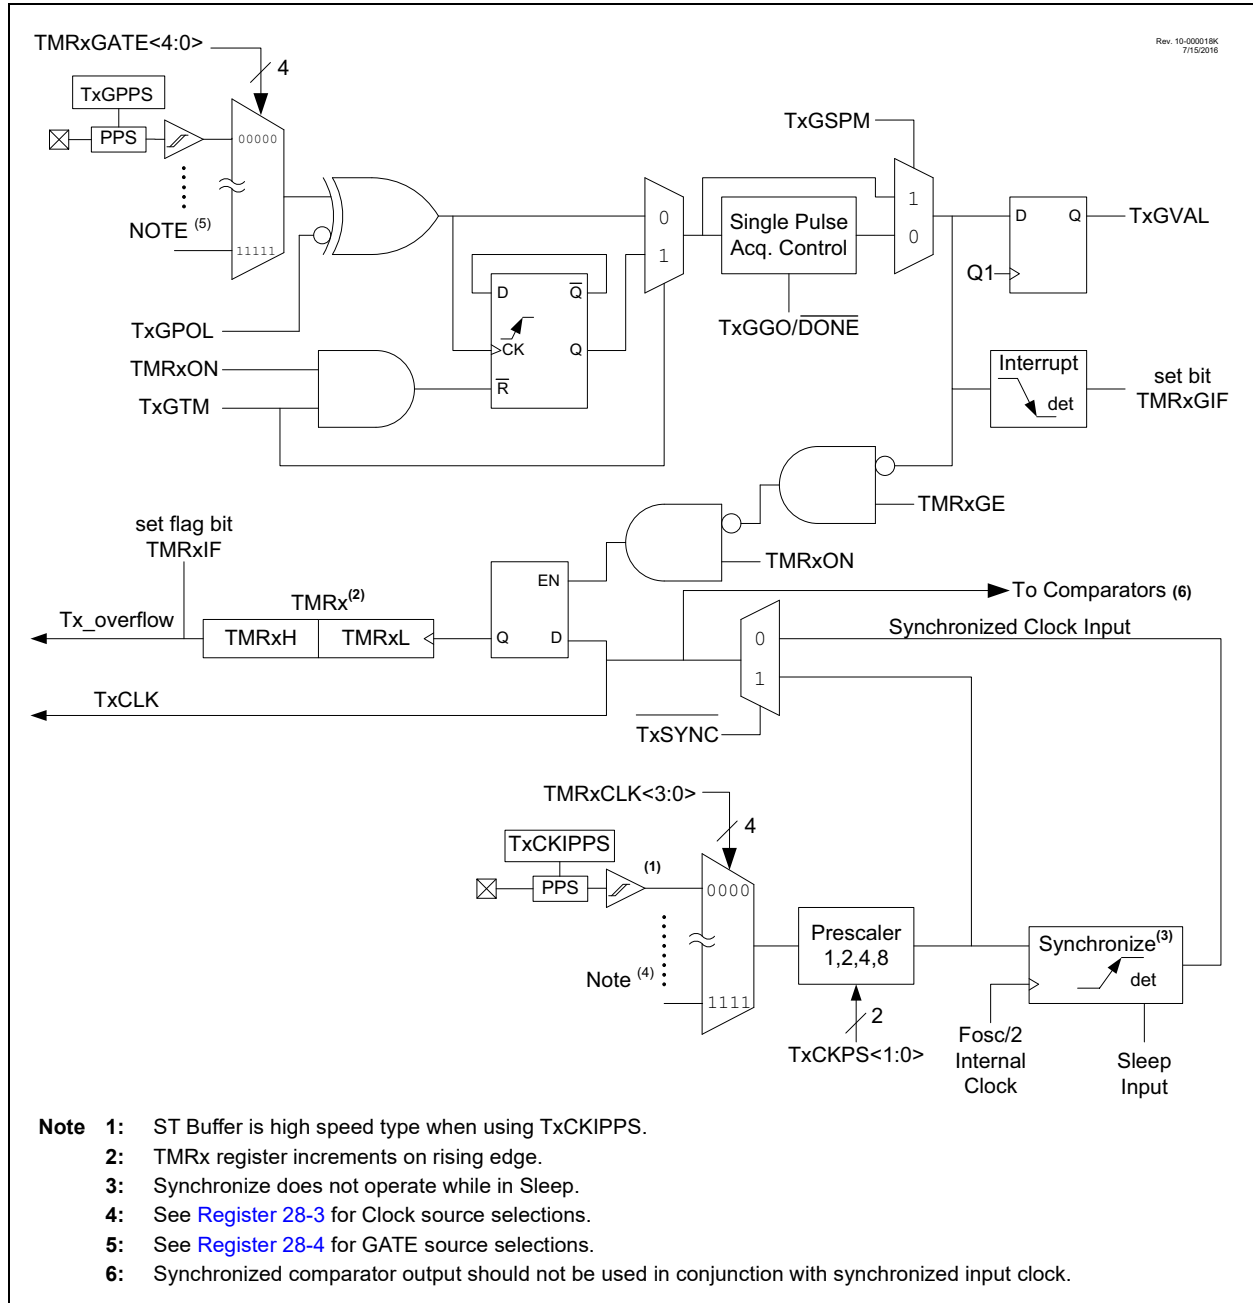 TMRxGATE<4:0>
4
Rev. 10-000018K
7/15/2016
TxGPPS
PPS
00000
NOTE (5)
11111
TxGPOL
TMRxON
TxGTM
D
Q
CK
Q
R
0
1
TxGSPM
Single Pulse
Acq. Control
TxGGO/DONE
1
0
D
Q
Q1
TxGVAL
Interrupt
det
set bit
TMRxGIF
TMRxGE
TMRxON
set flag bit
TMRxIF
Tx_overflow
TMRx(2)
TMRxH
TMRxL
EN
Q
D
TxCLK
To Comparators (6)
Synchronized Clock Input
0
1
TxSYNC
TMRxCLK<3:0>
4
TxCKIPPS
PPS
(1)
0000
Note (4)
1111
Prescaler
1,2,4,8
2
TxCKPS<1:0>
Synchronize(3)
det
Fosc/2
Internal
Clock
Sleep
Input
Note 1: ST Buffer is high speed type when using TxCKIPPS.
2: TMRx register increments on rising edge.
3: Synchronize does not operate while in Sleep.
4: See Register 28-3 for Clock source selections.
5: See Register 28-4 for GATE source selections.
6: Synchronized comparator output should not be used in conjunction with synchronized input clock.